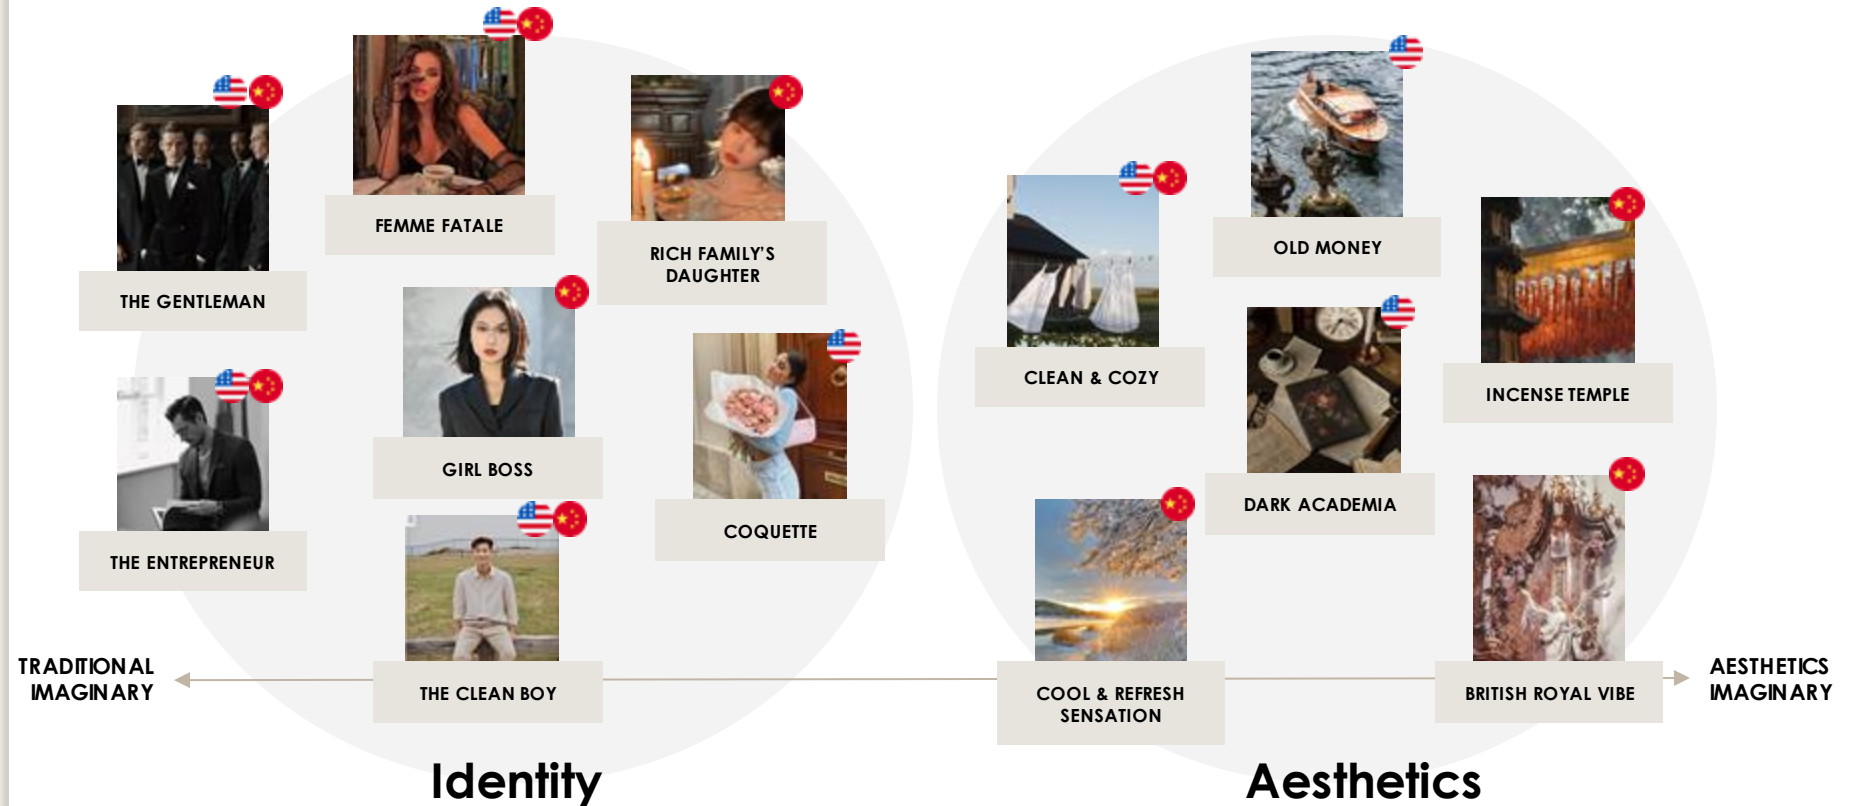 FEMME FATALE
RICH FAMILY'S
DAUGHTER
THE GENTLEMAN
GIRL BOSS
COQUETTE
THE ENTREPRENEUR
THE CLEAN BOY
OLD MONEY
CLEAN & COZY
INCENSE TEMPLE
DARK ACADEMIA
COOL & REFRESH
SENSATION
BRITISH ROYAL VIBE
TRADITIONAL
IMAGINARY
AESTHETICS
IMAGINARY
Identity
Aesthetics